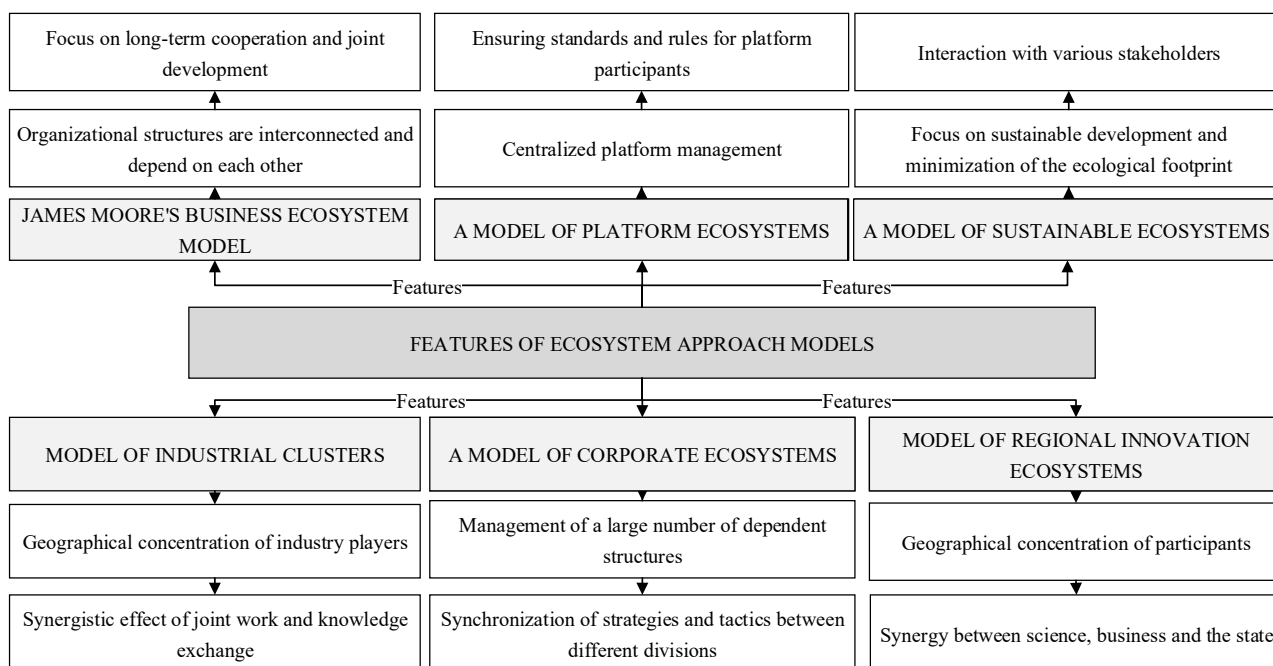 Focus on long-term cooperation and joint
development
Ensuring standards and rules for platform
participants
Interaction with various stakeholders
Organizational structures are interconnected and
depend on each other
Centralized platform management
Focus on sustainable development and
minimization of the ecological footprint
JAMES MOORE'S BUSINESS ECOSYSTEM
MODEL
A MODEL OF PLATFORM ECOSYSTEMS
A MODEL OF SUSTAINABLE ECOSYSTEMS
Features
Features
FEATURES OF ECOSYSTEM APPROACH MODELS
Features
Features
MODEL OF INDUSTRIAL CLUSTERS
A MODEL OF CORPORATE ECOSYSTEMS
MODEL OF REGIONAL INNOVATION
ECOSYSTEMS
Geographical concentration of industry players
Management of a large number of dependent
structures
Geographical concentration of participants
Synergistic effect of joint work and knowledge
exchange
Synchronization of strategies and tactics between
different divisions
Synergy between science, business and the state